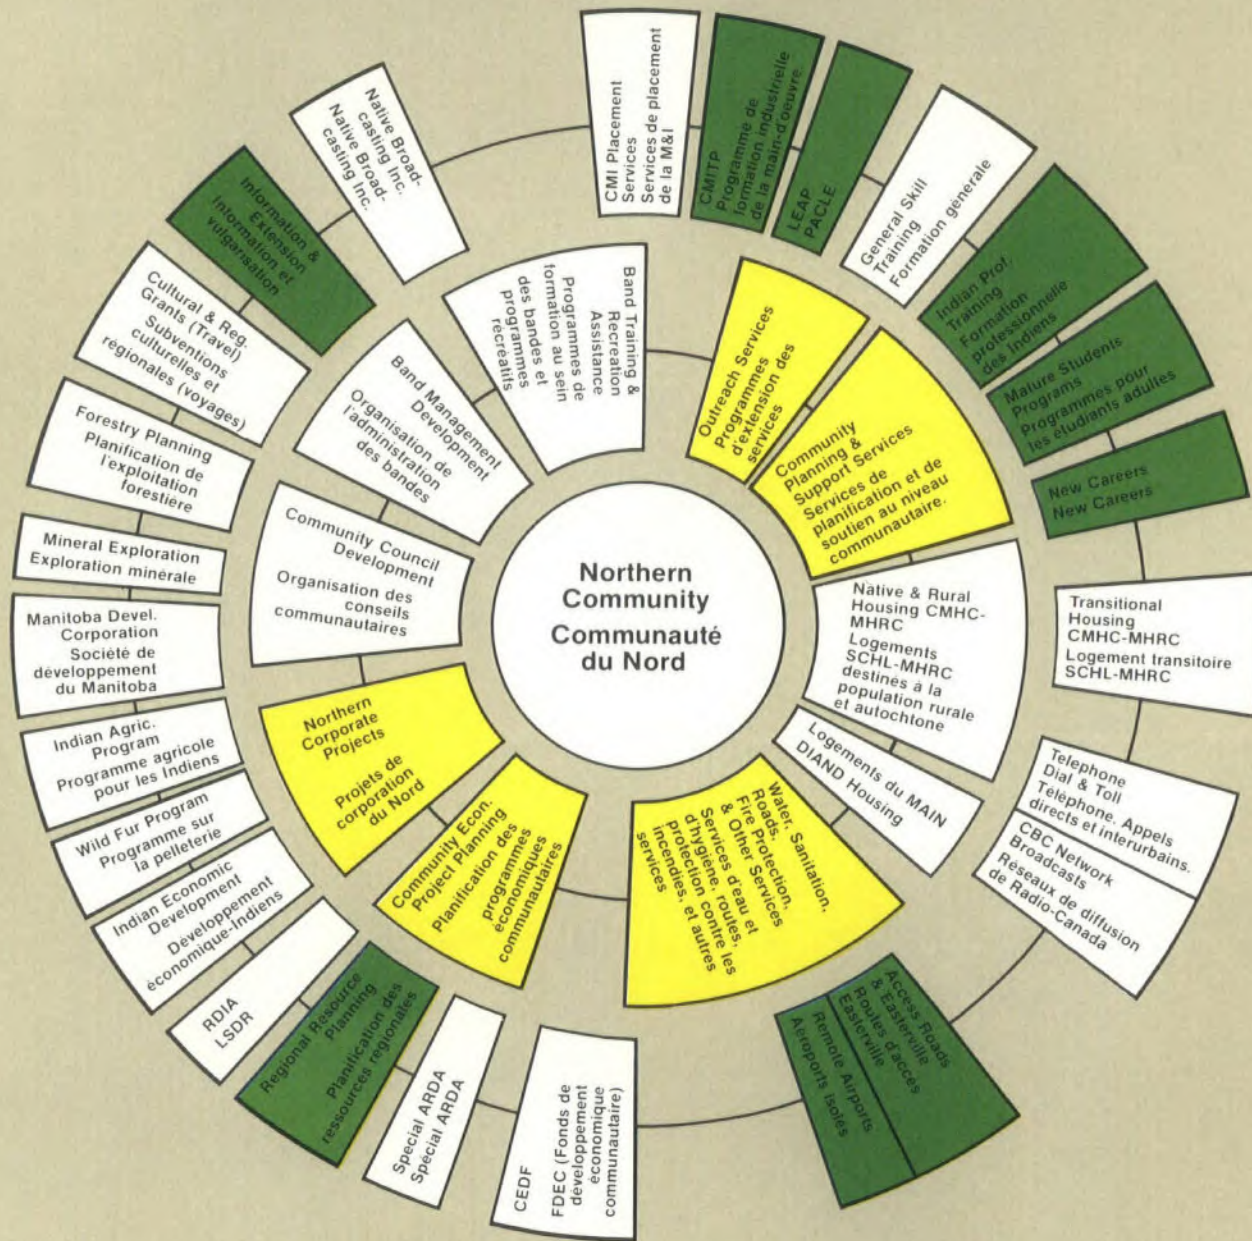 Northern
Community
Communauté
du Nord
Outreach Services
Programmes
d'extension des
services
Community
Planning &
Support Services
Services de
planification et de
soutien au niveau
communautaire.
Native & Rural
Housing CMHC-
MHRC
Logements
SCHL-MHRC
destinés à la
population rurale
et autochtone
Logements du MAIN
DIAND Housing
Water, Sanitation,
Roads,
Fire Protection,
& Other Services
Services d'eau et
d'hygiène, routes,
protection contre les
incendies, et autres
services
Community Econ.
Project Planning
Planification des
programmes
économiques
communautaires
Northern
Corporate
Projects
Projets de
corporation
du Nord
Community Council
Development
Organisation des
conseils
communautaires
Band Management
Development
Organisation de
l'administration
des bandes
Band Training &
Recreation
Assistance
Programmes de
formation au sein
des bandes et
programmes
récréatifs
CMI Placement
Services
Services de placement
de la M&I
CMITP
Programme de
formation industrielle
de la main-d'oeuvre.
LEAP
PACLE
General Skill
Training
Formation générale
Indian Prof.
Training
Formation
professionnelle
des Indiens
Mature Students
Programs
Programmes pour
les étudiants adultes
New Careers
New Careers
Transitional
Housing
CMHC-MHRC
Logement transitoire
SCHL-MHRC
Telephone
Dial & Toll
Téléphone. Appels
directs et interurbains.
CBC Network
Broadcasts
Réseaux de diffusion
de Radio-Canada
Access Roads
& Easterville
Routes d'accès
Easterville
Remote Airports
Aéroports isolés
CEDF
FDEC (Fonds de
développement
économique
communautaire)
Special ARDA
Spécial ARDA
Regional Resource
Planning
Planification des
ressources regionales
RDIA
LSDR
Indian Economic
Development
Développement
économique-Indiens
Wild Fur Program
Programme sur
la pelleterie
Indian Agric.
Program
Programme agricole
pour les Indiens
Manitoba Devel.
Corporation
Société de
développement
du Manitoba
Mineral Exploration
Exploration minérale
Forestry Planning
Planification de
l'exploitation
forestière
Cultural & Reg.
Grants (Travel)
Subventions
culturelles et
régionales (voyages)
Information &
Extension
Information et
vulgarisation
Native Broad-
casting Inc.
Native Broad-
casting Inc.